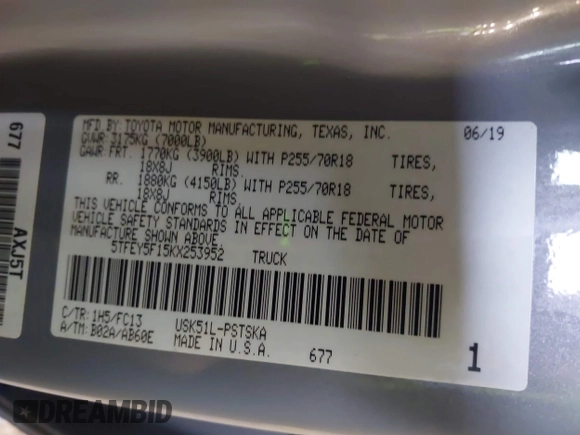 MFD.BY:TOYOTA MOTOR MANUFACTURING, TEXAS, INC. 06/19
GVWR:3175KG (7000LB)
GAWR:FRT. 1770KG (3900LB) WITH P255/70R18 TIRES,
18X8J RIMS.
RR. 1880KG (4150LB) WITH P255/70R18 TIRES,
18X8J RIMS.
THIS VEHICLE CONFORMS TO ALL APPLICABLE FEDERAL MOTOR
VEHICLE SAFETY STANDARDS IN EFFECT ON THE DATE OF
MANUFACTURE SHOWN ABOVE.
5TFEY5F15KX253952 TRUCK
C/TR:1H5/FC13 USK51L-PSTSKA
A/TM:B02A/AB60E MADE IN U.S.A. 677 1
677
AXJ5T
DREAMBID